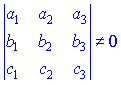 | a₁ a₂ a₃ |
| b₁ b₂ b₃ | ≠ 0
| c₁ c₂ c₃ |